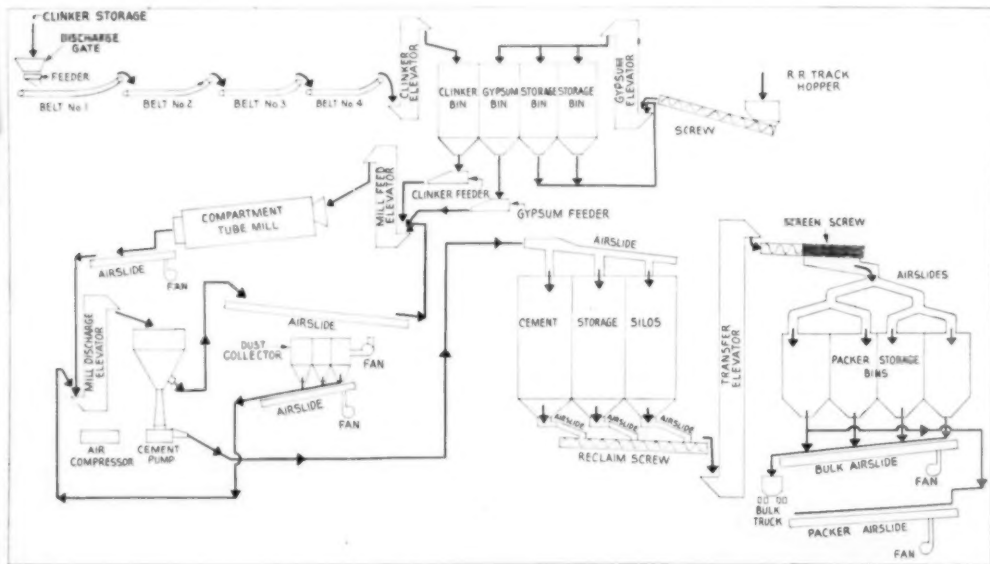 CLINKER STORAGE
DISCHARGE
GATE
FEEDER
BELT No.1
BELT No.2
BELT No.3
BELT No.4
CLINKER
ELEVATOR
CLINKER
BIN
GYPSUM
BIN
STORAGE
BIN
STORAGE
BIN
GYPSUM
ELEVATOR
R.R TRACK
HOPPER
SCREW
MILL FEED
ELEVATOR
CLINKER FEEDER
GYPSUM FEEDER
COMPARTMENT
TUBE MILL
AIRSLIDE
FAN
MILL DISCHARGE
ELEVATOR
AIRSLIDE
DUST
COLLECTOR
FAN
AIRSLIDE
FAN
AIR
COMPRESSOR
CEMENT
PUMP
AIRSLIDE
CEMENT STORAGE SILOS
AIRSLIDE
AIRSLIDE
AIRSLIDE
RECLAIM SCREW
TRANSFER
ELEVATOR
SCREEN SCREW
AIRSLIDES
PACKER STORAGE
BINS
BULK AIRSLIDE
FAN
BULK
TRUCK
PACKER AIRSLIDE
FAN